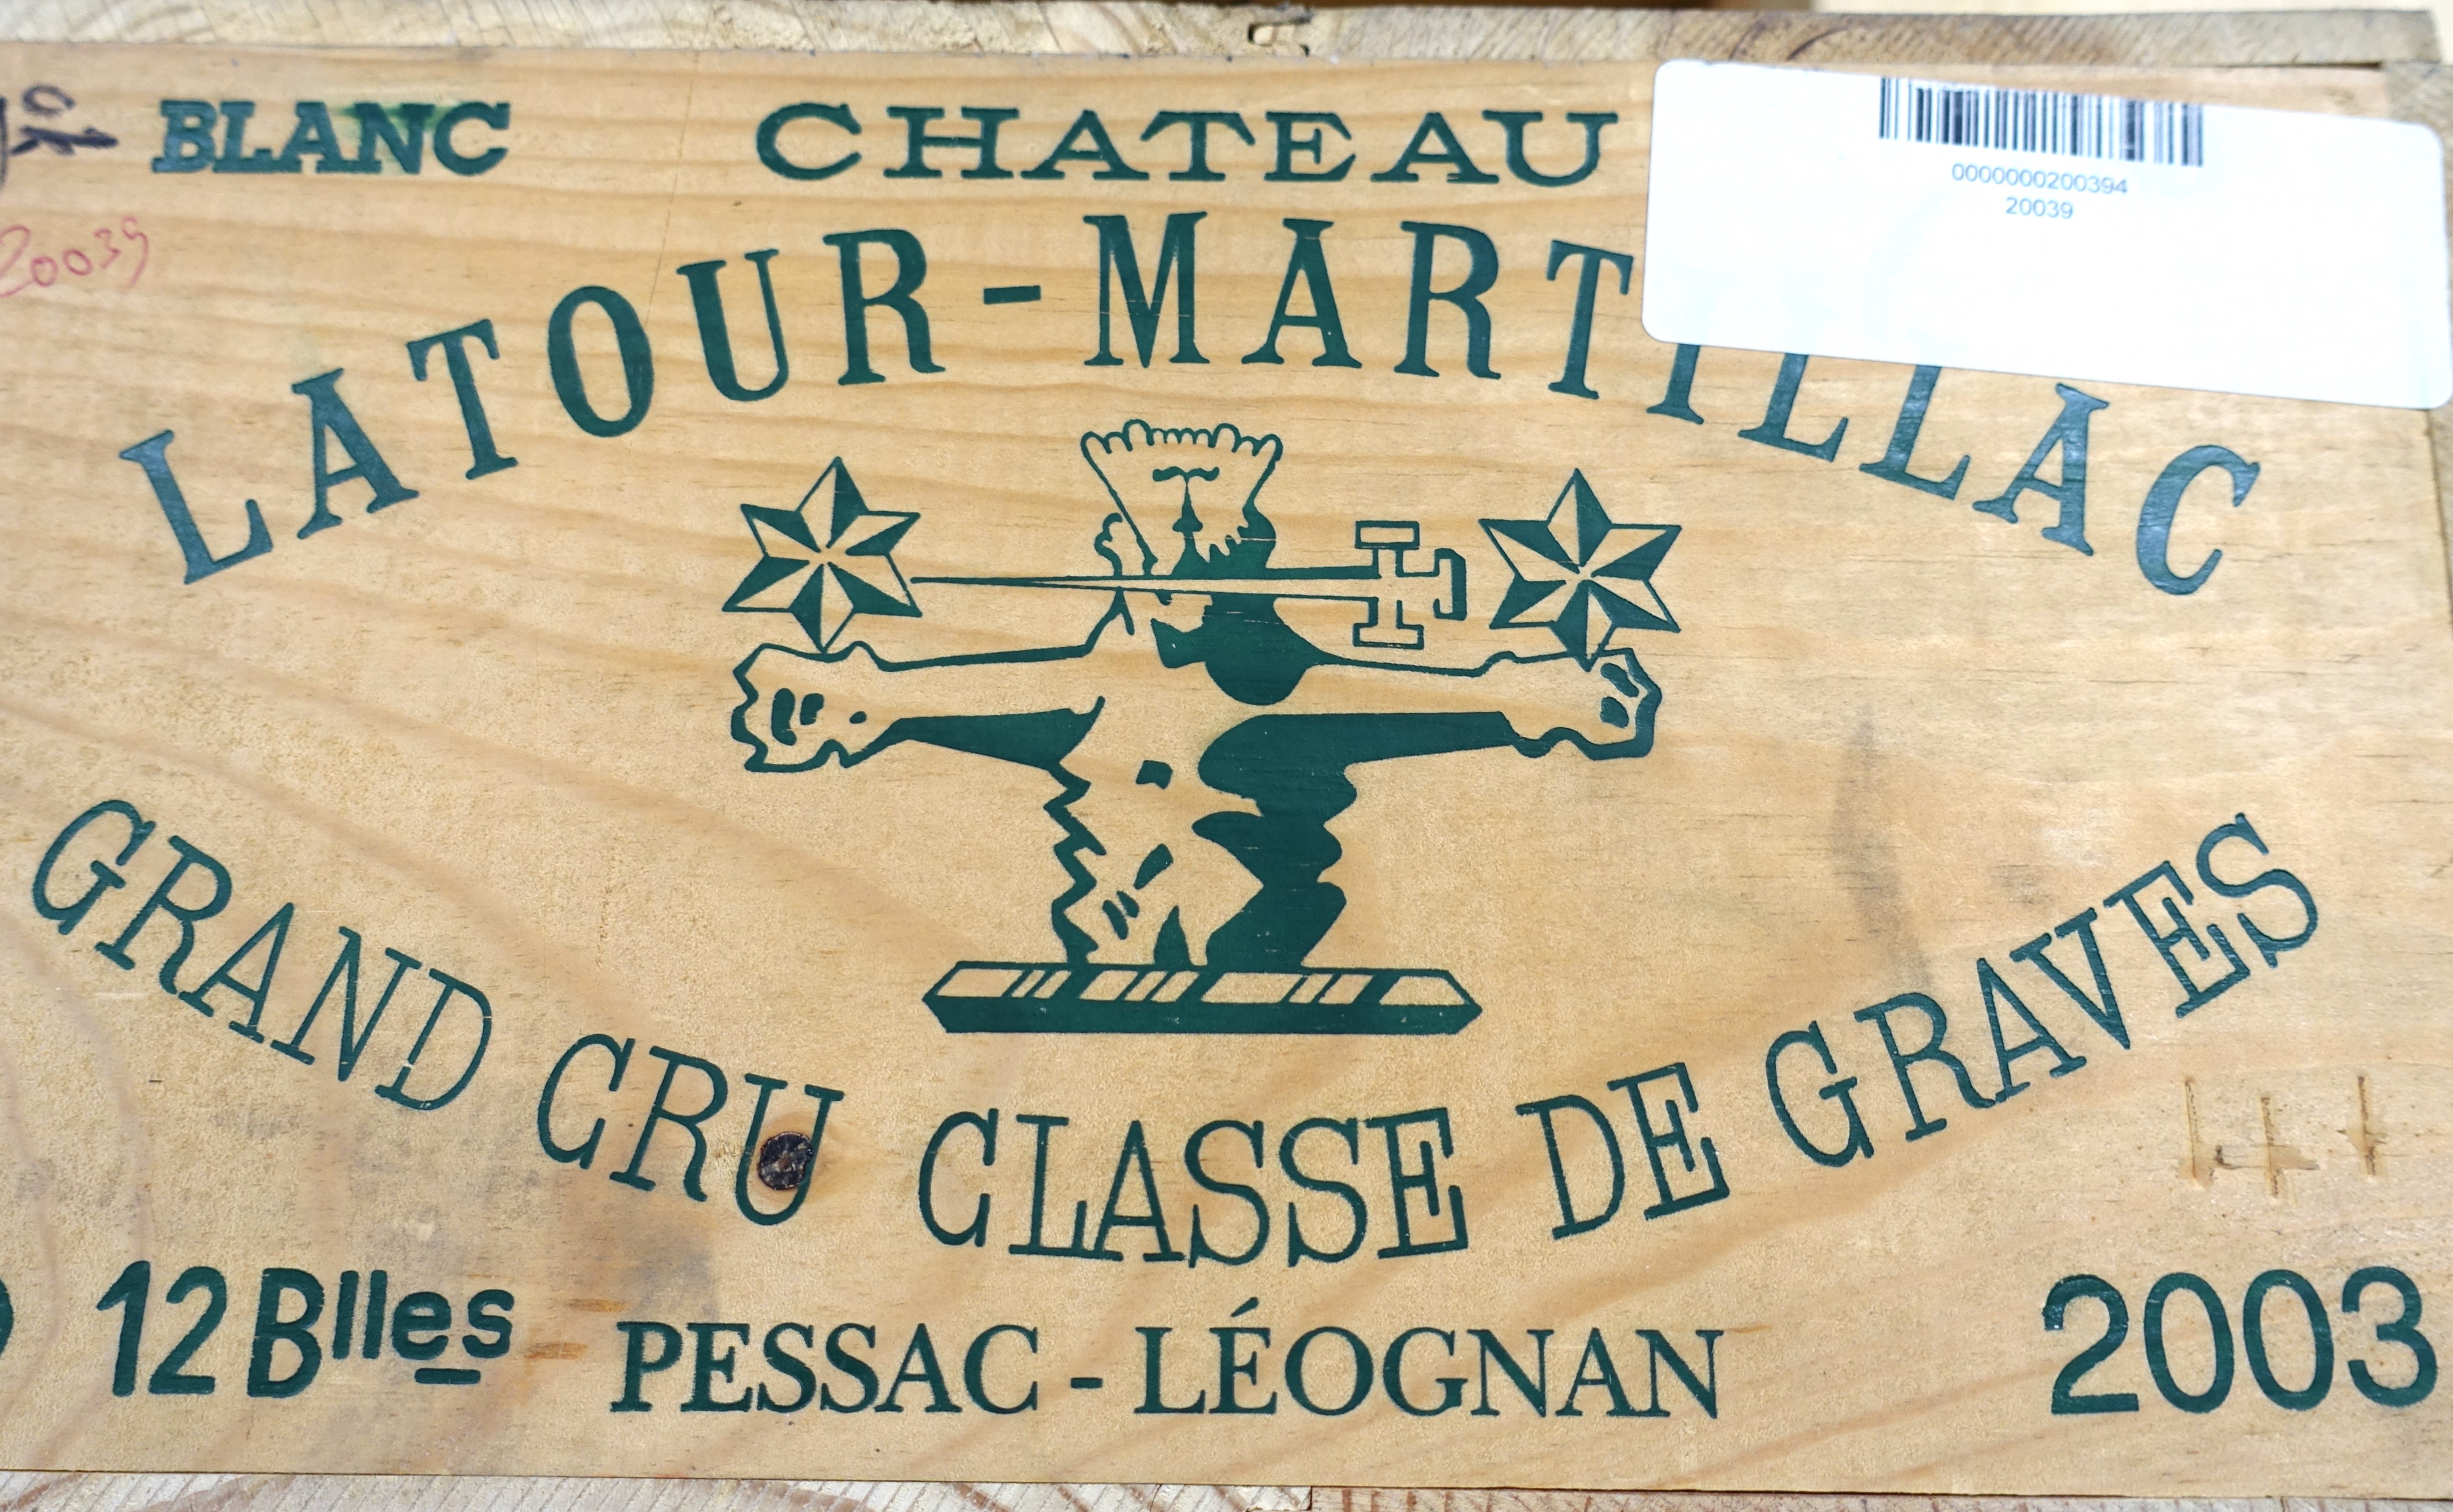 BLANC
CHATEAU
0000000200394
20039
20039
LATOUR-MARTILLAC
GRAND CRU CLASSE DE GRAVES
12 Blles
PESSAC - LÉOGNAN
2003